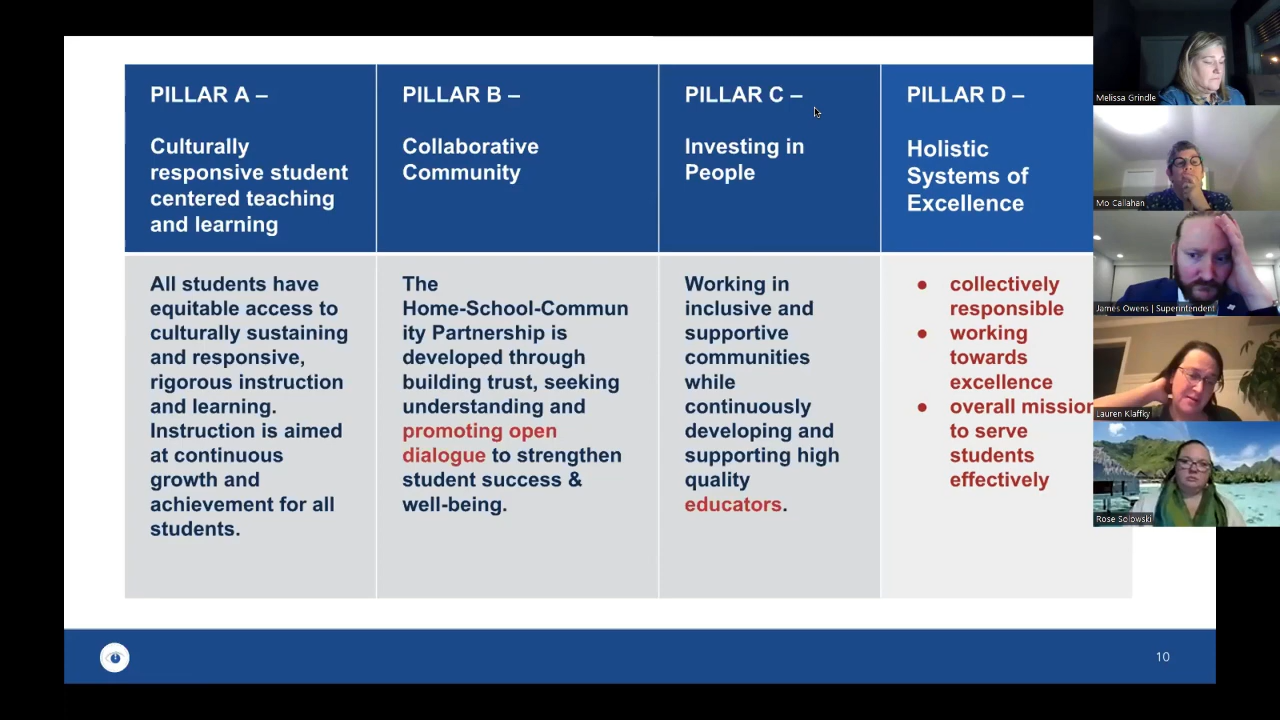 PILLAR A –
Culturally
responsive student
centered teaching
and learning
All students have
equitable access to
culturally sustaining
and responsive,
rigorous instruction
and learning.
Instruction is aimed
at continuous
growth and
achievement for all
students.
PILLAR B –
Collaborative
Community
The
Home-School-Commun
ity Partnership is
developed through
building trust, seeking
understanding and
promoting open
dialogue to strengthen
student success &
well-being.
PILLAR C –
Investing in
People
Working in
inclusive and
supportive
communities
while
continuously
developing and
supporting high
quality
educators.
PILLAR D –
Holistic
Systems of
Excellence
● collectively
responsible
● working
towards
excellence
● overall mission
to serve
students
effectively
10
Melissa Grindle
Mo Callahan
James Owens | Superintendent
Lauren Klaffky
Rose Solowski